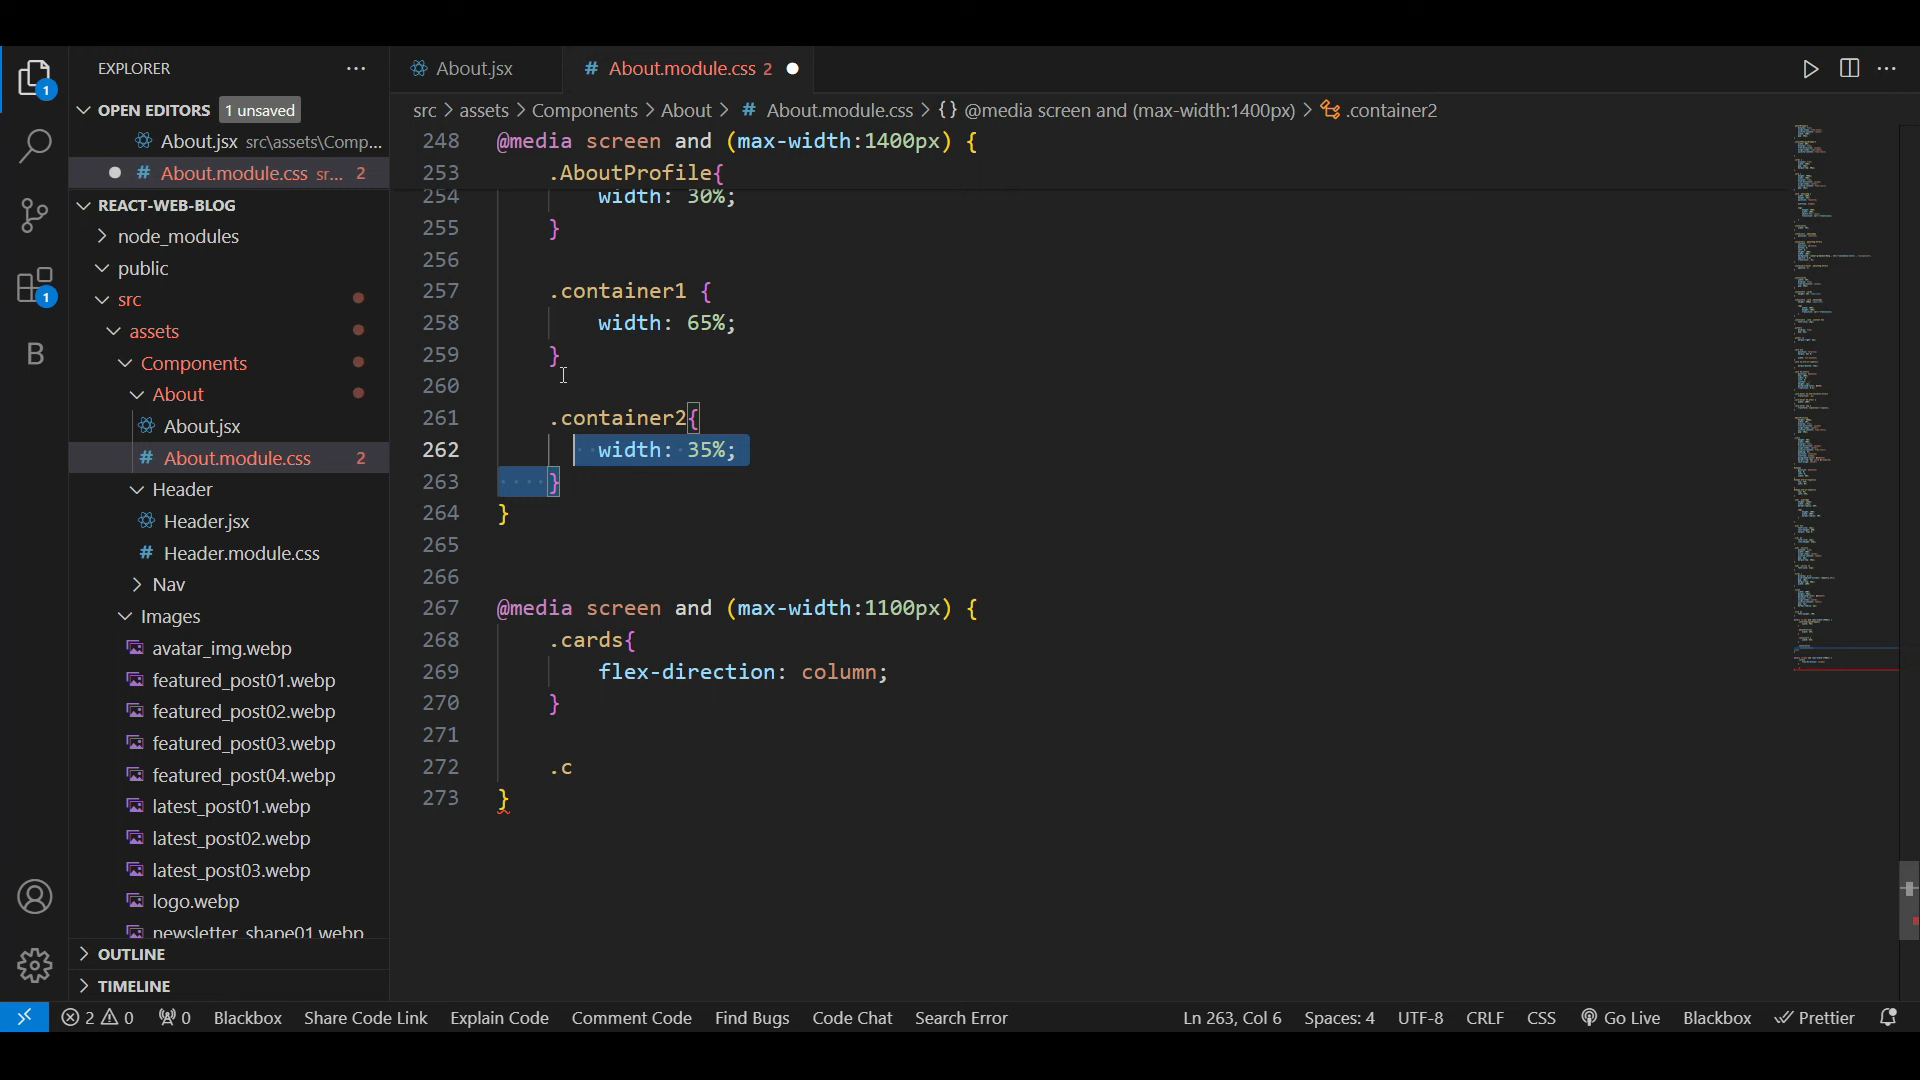 EXPLORER
OPEN EDITORS 1 unsaved
About.jsx src\assets\Comp...
# About.module.css sr... 2
REACT-WEB-BLOG
node_modules
public
src
assets
Components
About
About.jsx
# About.module.css 2
Header
Header.jsx
# Header.module.css
Nav
Images
avatar_img.webp
featured_post01.webp
featured_post02.webp
featured_post03.webp
featured_post04.webp
latest_post01.webp
latest_post02.webp
latest_post03.webp
logo.webp
newsletter_shape01.webp
OUTLINE
TIMELINE
1
1
B
About.jsx
# About.module.css 2
src > assets > Components > About > # About.module.css > {} @media screen and (max-width:1400px) > .container2
248 @media screen and (max-width:1400px) {
253 .AboutProfile{
254 width: 30%;
255 }
256
257 .container1 {
258 width: 65%;
259 }
260
261 .container2{
262 width: 35%;
263 }
264 }
265
266
267 @media screen and (max-width:1100px) {
268 .cards{
269 flex-direction: column;
270 }
271
272 .c
273 }
2 0 0 Blackbox Share Code Link Explain Code Comment Code Find Bugs Code Chat Search Error Ln 263, Col 6 Spaces: 4 UTF-8 CRLF CSS Go Live Blackbox Prettier